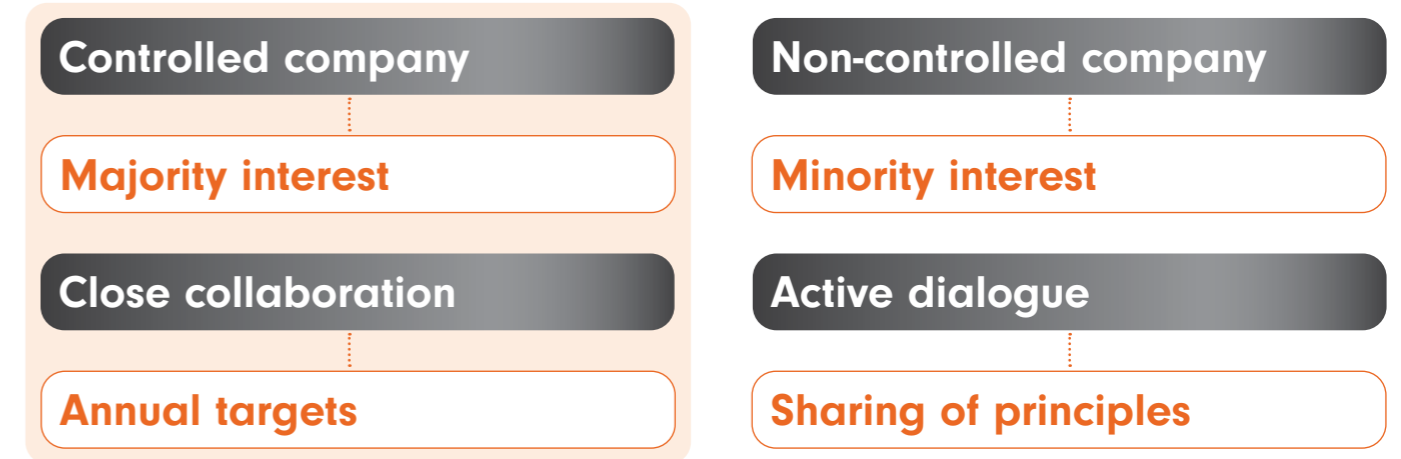 Controlled company
Majority interest
Close collaboration
Annual targets
Non-controlled company
Minority interest
Active dialogue
Sharing of principles